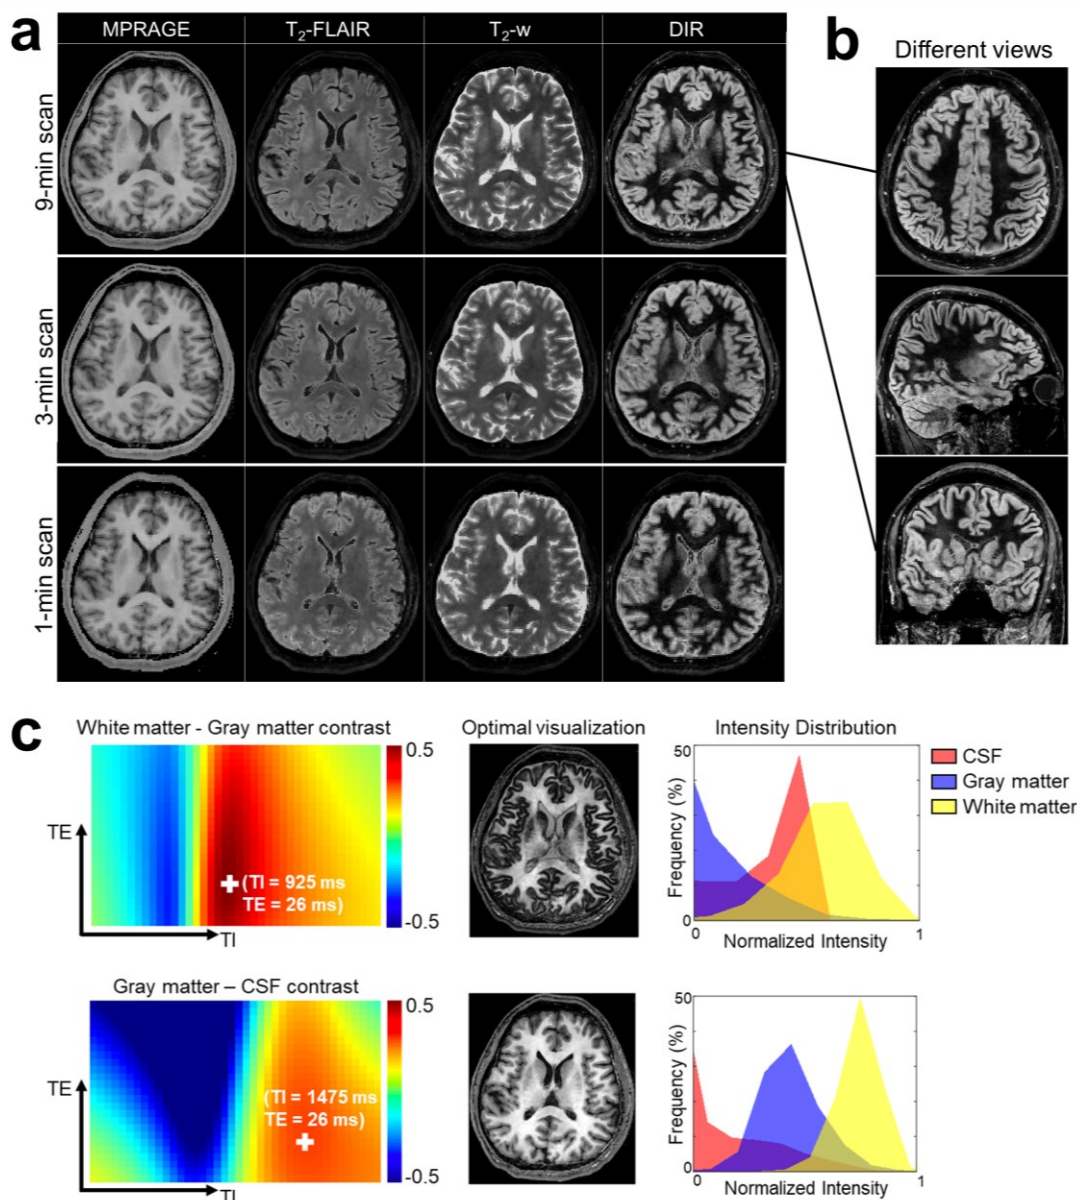 a
MPRAGE
T₂-FLAIR
T₂-w
DIR
9-min scan
3-min scan
1-min scan
b
Different views
c
White matter - Gray matter contrast
0.5
-0.5
TE
TI
(TI = 925 ms
TE = 26 ms)
Optimal visualization
Intensity Distribution
50
0
Frequency (%)
0
1
Normalized Intensity
CSF
Gray matter
White matter
Gray matter – CSF contrast
0.5
-0.5
TE
TI
(TI = 1475 ms
TE = 26 ms)
50
0
Frequency (%)
0
1
Normalized Intensity